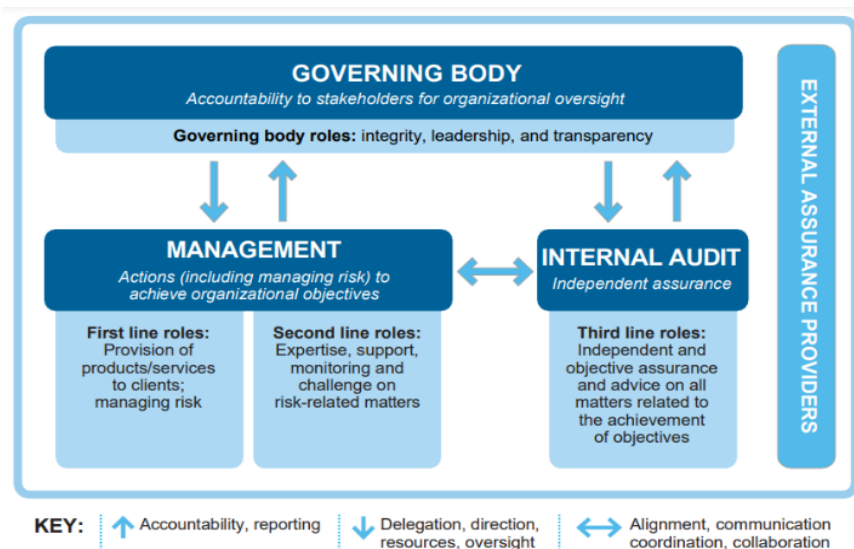 GOVERNING BODY
Accountability to stakeholders for organizational oversight
Governing body roles: integrity, leadership, and transparency
MANAGEMENT
Actions (including managing risk) to
achieve organizational objectives
First line roles:
Provision of
products/services
to clients;
managing risk
Second line roles:
Expertise, support,
monitoring and
challenge on
risk-related matters
INTERNAL AUDIT
Independent assurance
Third line roles:
Independent and
objective assurance
and advice on all
matters related to
the achievement
of objectives
EXTERNAL ASSURANCE PROVIDERS
KEY:
Accountability, reporting
Delegation, direction,
resources, oversight
Alignment, communication
coordination, collaboration